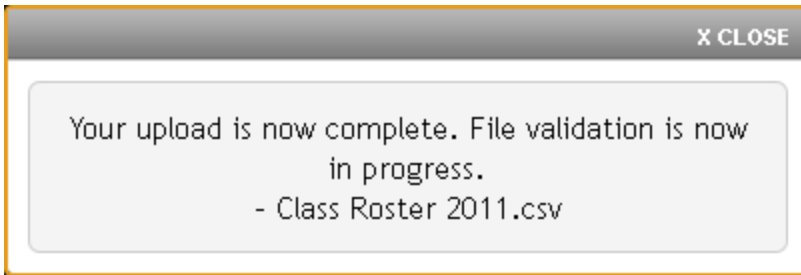 X CLOSE
Your upload is now complete. File validation is now
in progress.
- Class Roster 2011.csv